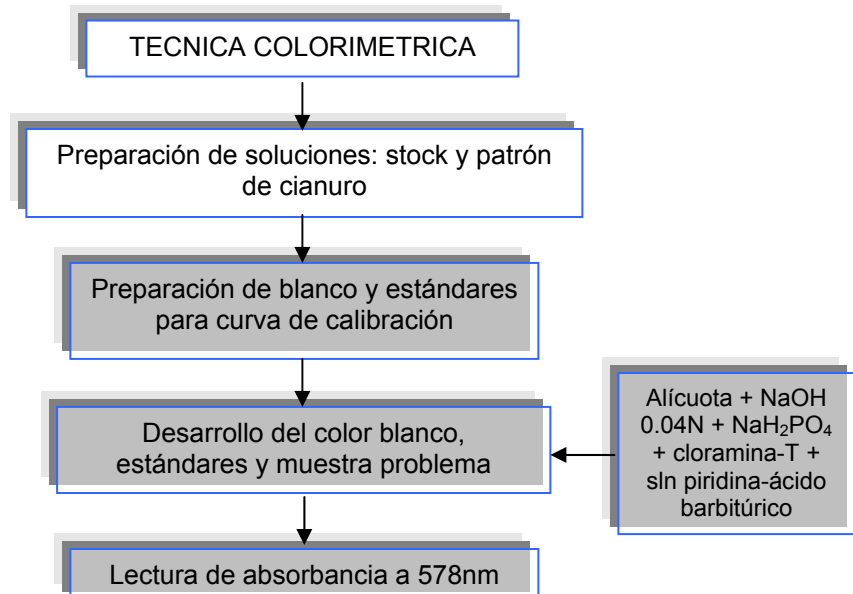 TECNICA COLORIMETRICA
Preparación de soluciones: stock y patrón
de cianuro
Preparación de blanco y estándares
para curva de calibración
Desarrollo del color blanco,
estándares y muestra problema
Alícuota + NaOH
0.04N + NaH₂PO₄
+ cloramina-T +
sln piridina-ácido
barbitúrico
Lectura de absorbancia a 578nm